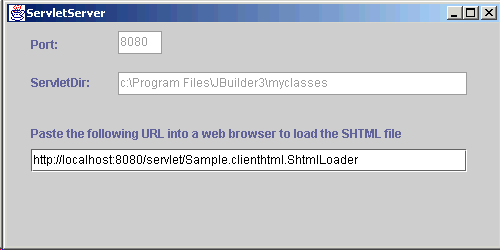 ServletServer
Port: 8080
ServletDir: c:\Program Files\JBuilder3\myclasses
Paste the following URL into a web browser to load the SHTML file
http://localhost:8080/servlet/Sample.clienthtml.ShtmlLoader